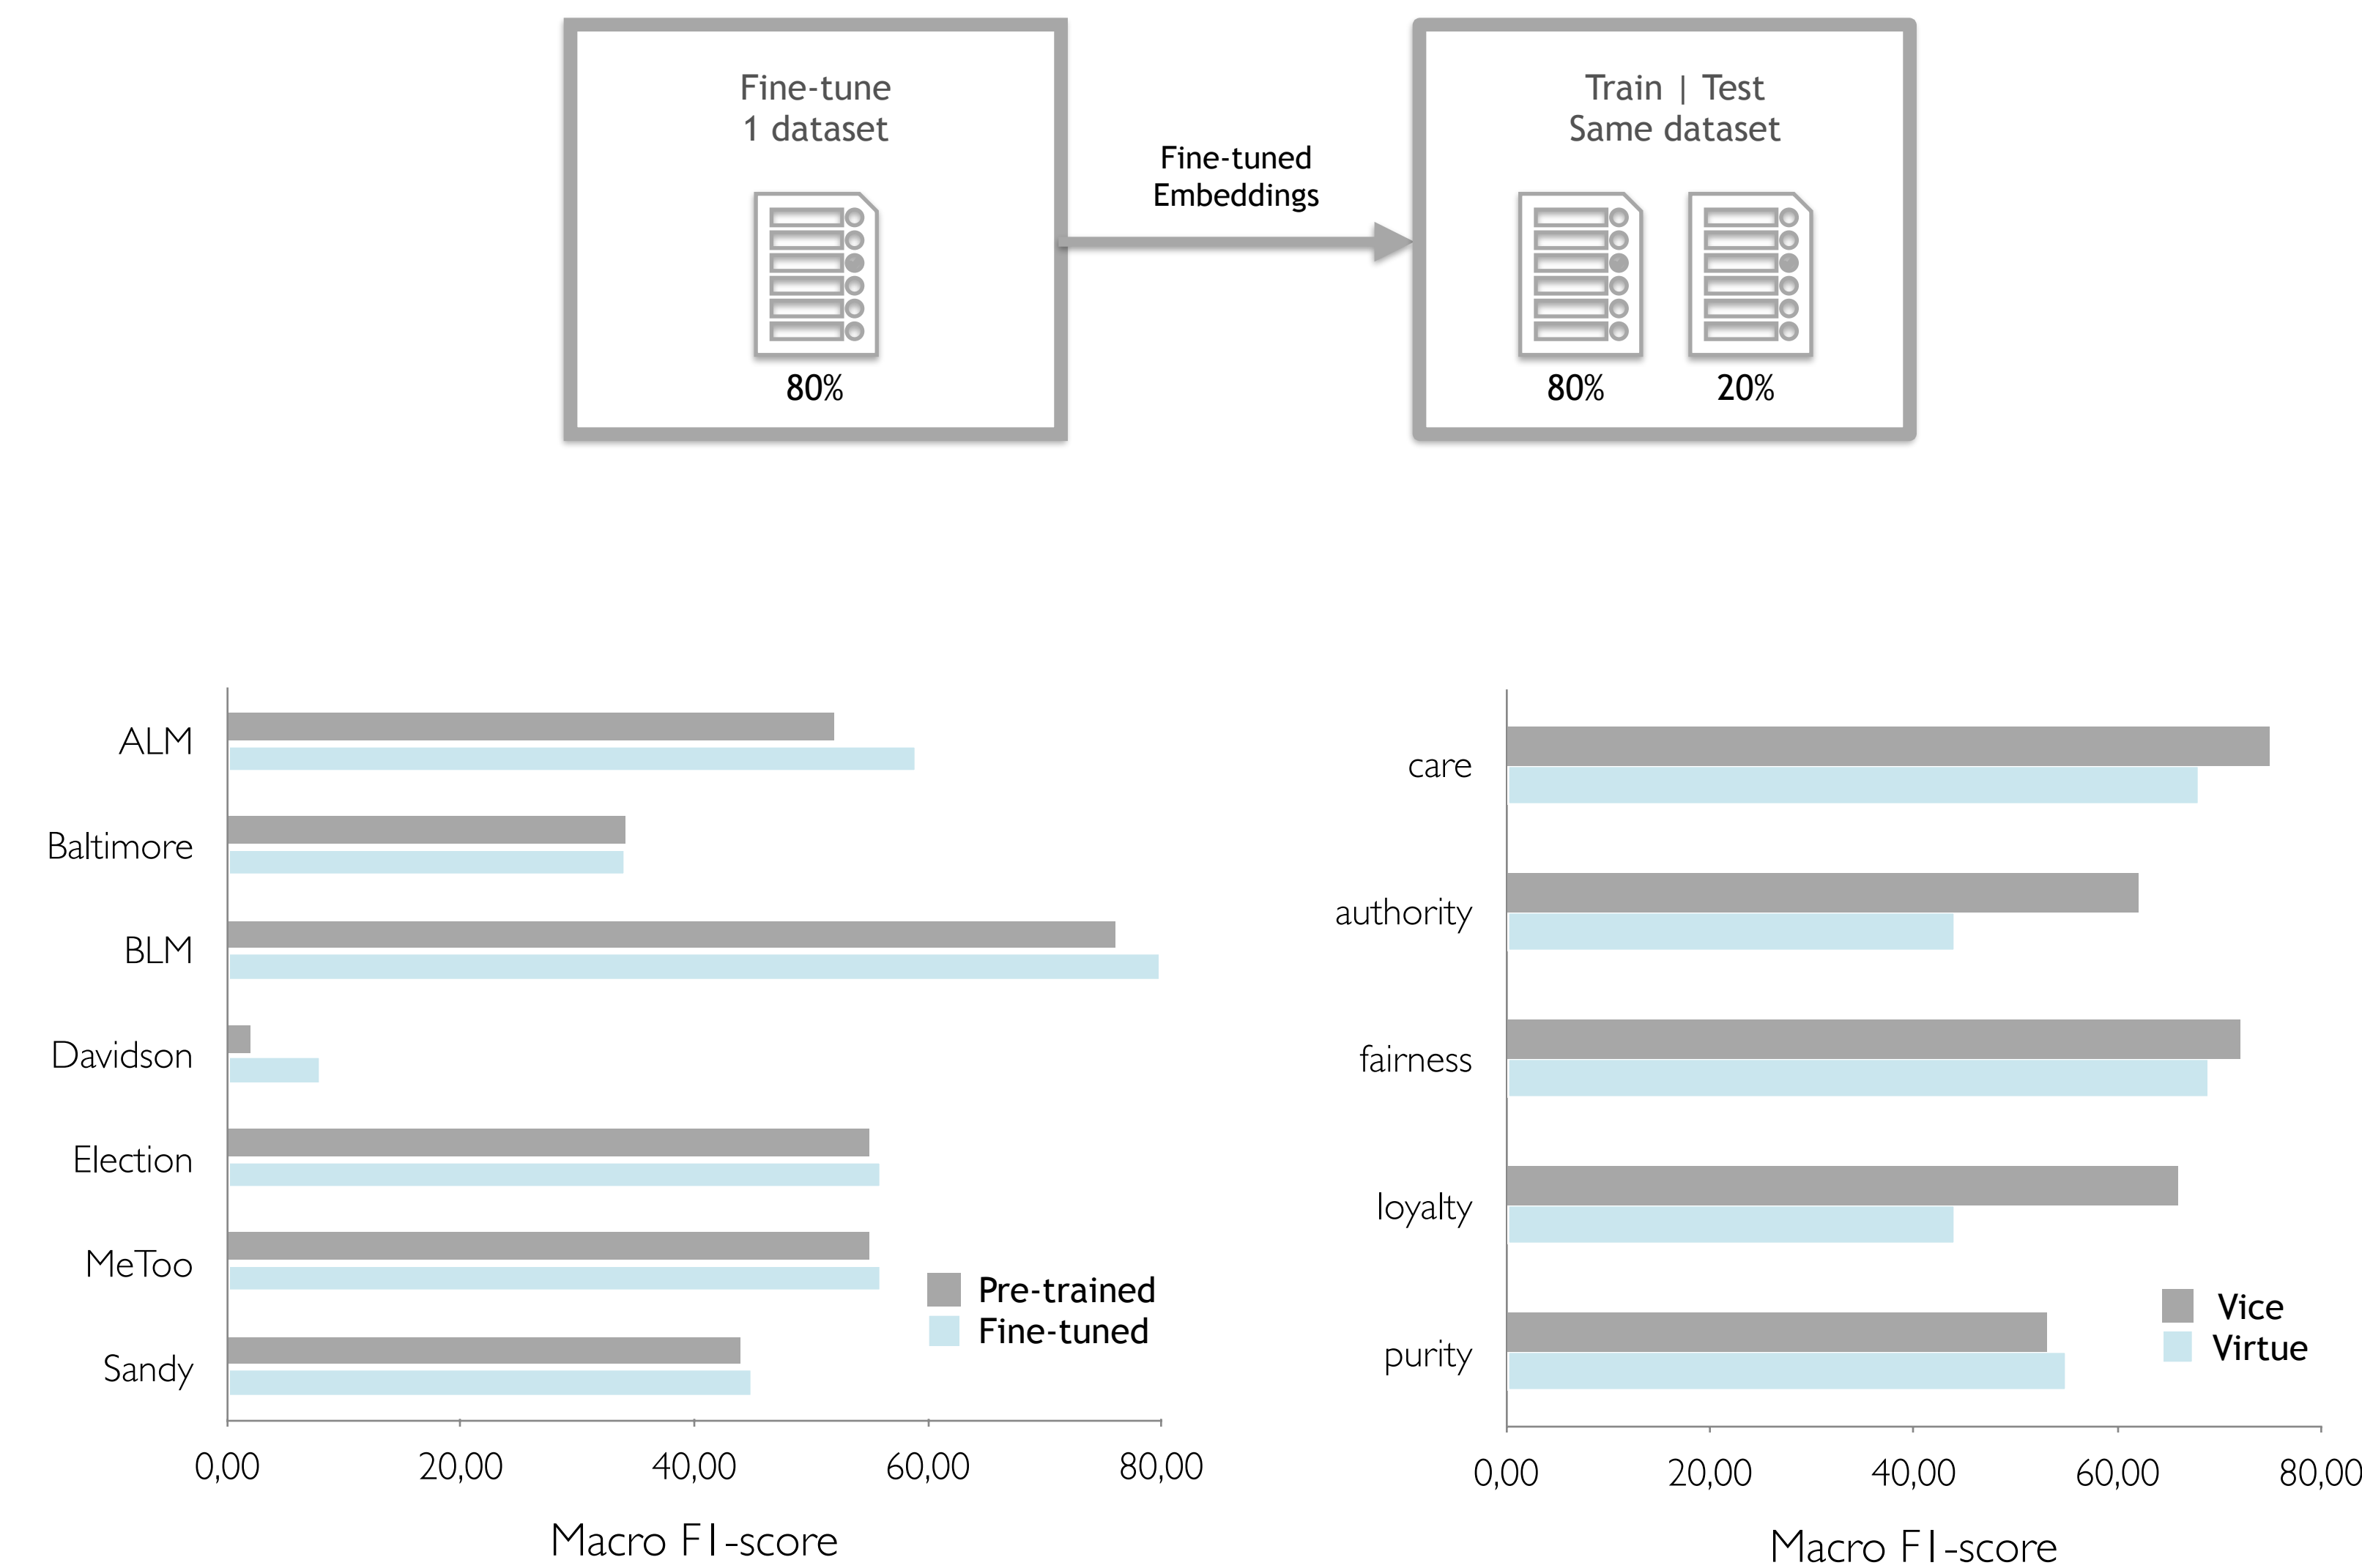 Fine-tune
1 dataset
80%
Fine-tuned
Embeddings
Train | Test
Same dataset
80% 20%
ALM
Baltimore
BLM
Davidson
Election
MeToo
Sandy
Pre-trained
Fine-tuned
0,00 20,00 40,00 60,00 80,00
Macro F1-score
care
authority
fairness
loyalty
purity
Vice
Virtue
0,00 20,00 40,00 60,00 80,00
Macro F1-score